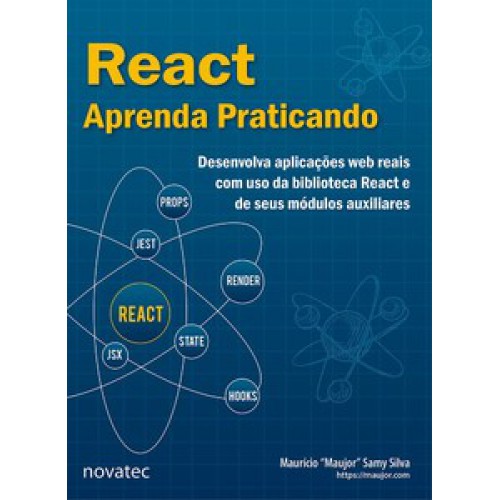 React
Aprenda Praticando
Desenvolva aplicações web reais
com uso da biblioteca React e
de seus módulos auxiliares
PROPS
JEST
RENDER
REACT
STATE
JSX
HOOKS
Maurício "Maujor" Samy Silva
https://maujor.com
novatec